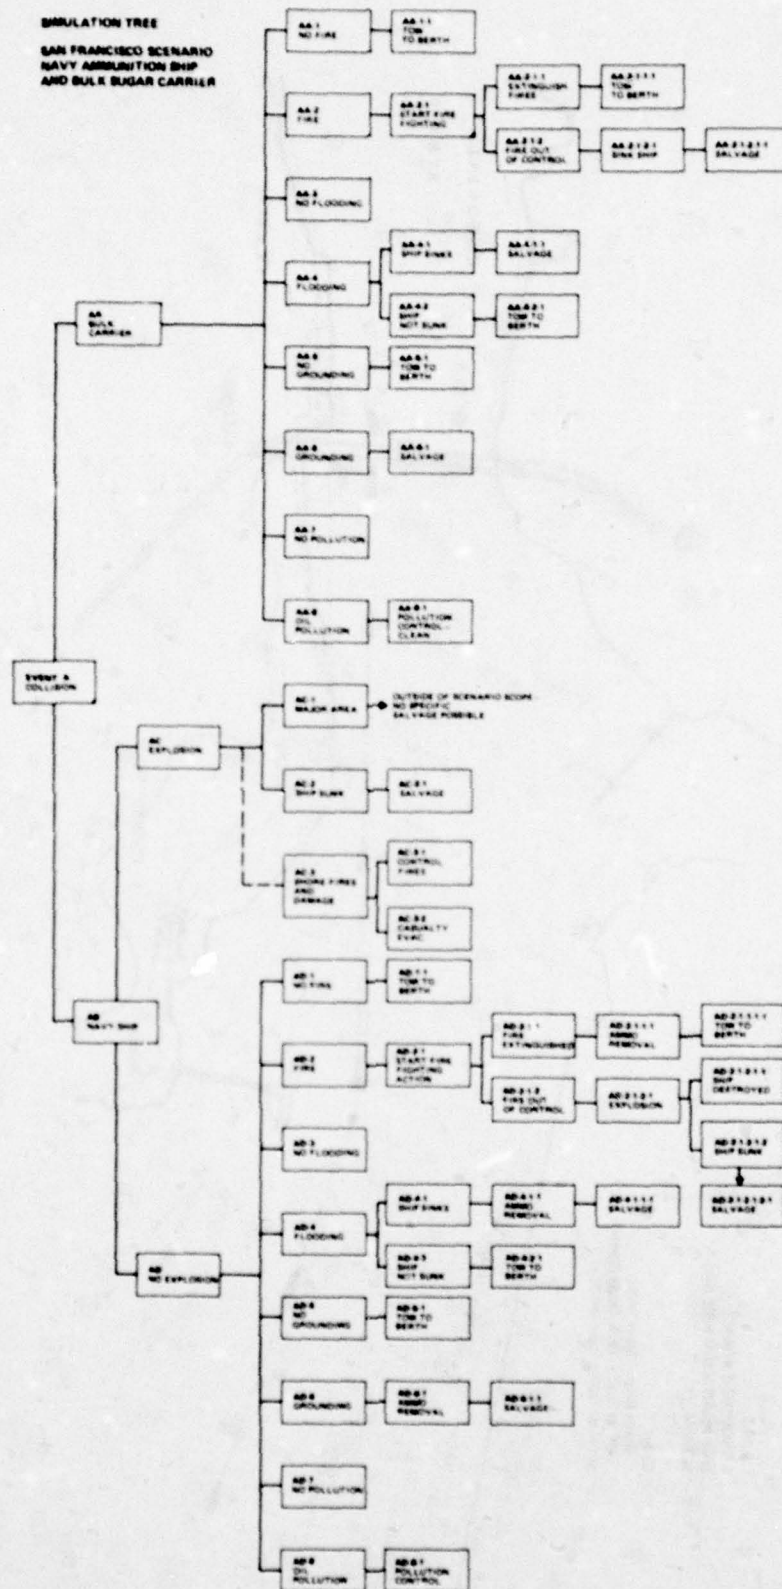 SIMULATION TREE
SAN FRANCISCO SCENARIO
NAVY AMMUNITION SHIP
AND BULK SUGAR CARRIER
AA-1
NO FIRE
AA-1-1
TOW
TO BERTH
AA-2
FIRE
AA-2-1
START FIRE
FIGHTING
AA-2-1-1
EXTINGUISH
FIRES
AA-2-1-1-1
TOW
TO BERTH
AA-2-1-2
FIRE OUT
OF CONTROL
AA-2-1-2-1
SINK SHIP
AA-2-1-2-1-1
SALVAGE
AA-3
NO FLOODING
AA-4
FLOODING
AA-4-1
SHIP SINKS
AA-4-1-1
SALVAGE
AA-4-2
SHIP
NOT SUNK
AA-4-2-1
TOW TO
BERTH
AA
BULK
CARRIER
AA-5
NO
GROUNDING
AA-5-1
TOW TO
BERTH
AA-6
GROUNDING
AA-6-1
SALVAGE
AA-7
NO POLLUTION
AA-8
OIL
POLLUTION
AA-8-1
POLLUTION
CONTROL -
CLEAN
EVENT A
COLLISION
AC
EXPLOSION
AC-1
MAJOR AREA
OUTSIDE OF SCENARIO SCOPE
NO SPECIFIC
SALVAGE POSSIBLE
AC-2
SHIP SUNK
AC-2-1
SALVAGE
AC-3
SHORE FIRES
AND
DAMAGE
AC-3-1
CONTROL
FIRES
AC-3-2
CASUALTY
EVAC
AB
NAVY SHIP
AD-1
NO FIRE
AD-1-1
TOW TO
BERTH
AD-2
FIRE
AD-2-1
START FIRE
FIGHTING
ACTION
AD-2-1-1
FIRE
EXTINGUISHED
AD-2-1-1-1
AMMO
REMOVAL
AD-2-1-1-1-1
TOW TO
BERTH
AD-2-1-2
FIRE OUT
OF CONTROL
AD-2-1-2-1
EXPLOSION
AD-2-1-2-1-1
SHIP
DESTROYED
AD-2-1-2-1-2
SHIP SUNK
AD-2-1-2-1-2-1
SALVAGE
AD-3
NO FLOODING
AD-4
FLOODING
AD-4-1
SHIP SINKS
AD-4-1-1
AMMO
REMOVAL
AD-4-1-1-1
SALVAGE
SHIP
NOT SUNK
AD-4-2-1
TOW TO
BERTH
NO EXPLOSION
AD-5
NO
GROUNDING
AD-5-1
TOW TO
BERTH
AD-6
GROUNDING
AD-6-1
AMMO
REMOVAL
AD-6-1-1
SALVAGE
AD-7
NO POLLUTION
AD-8
OIL
POLLUTION
AD-8-1
POLLUTION
CONTROL